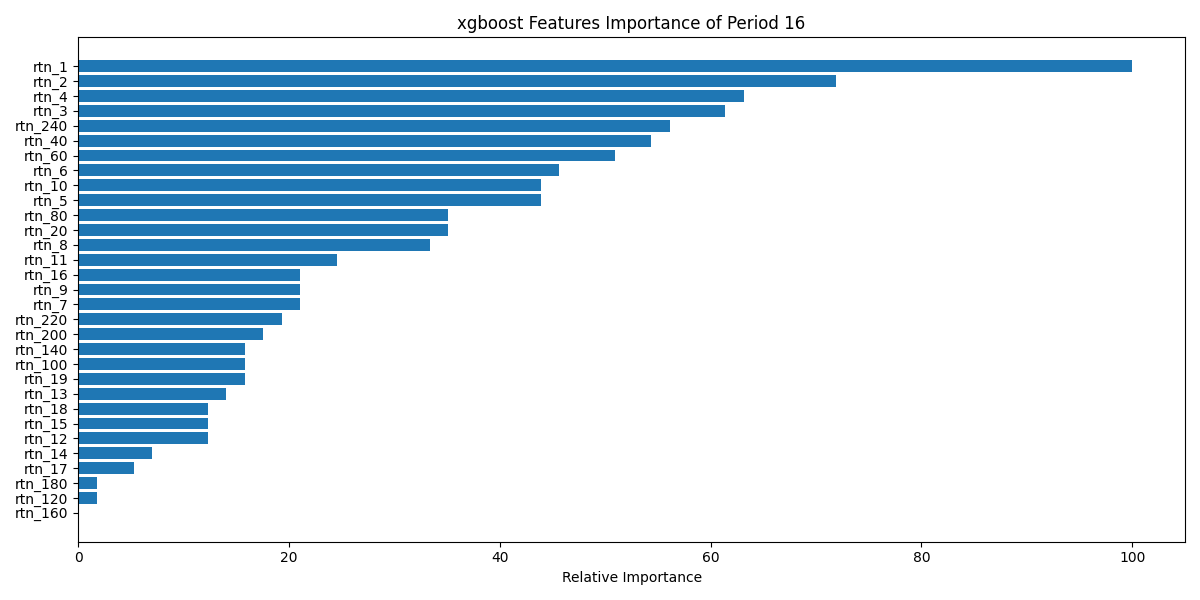 xgboost Features Importance of Period 16
rtn_1
rtn_2
rtn_4
rtn_3
rtn_240
rtn_40
rtn_60
rtn_6
rtn_10
rtn_5
rtn_80
rtn_20
rtn_8
rtn_11
rtn_16
rtn_9
rtn_7
rtn_220
rtn_200
rtn_140
rtn_100
rtn_19
rtn_13
rtn_18
rtn_15
rtn_12
rtn_14
rtn_17
rtn_180
rtn_120
rtn_160
0 20 40 60 80 100
Relative Importance